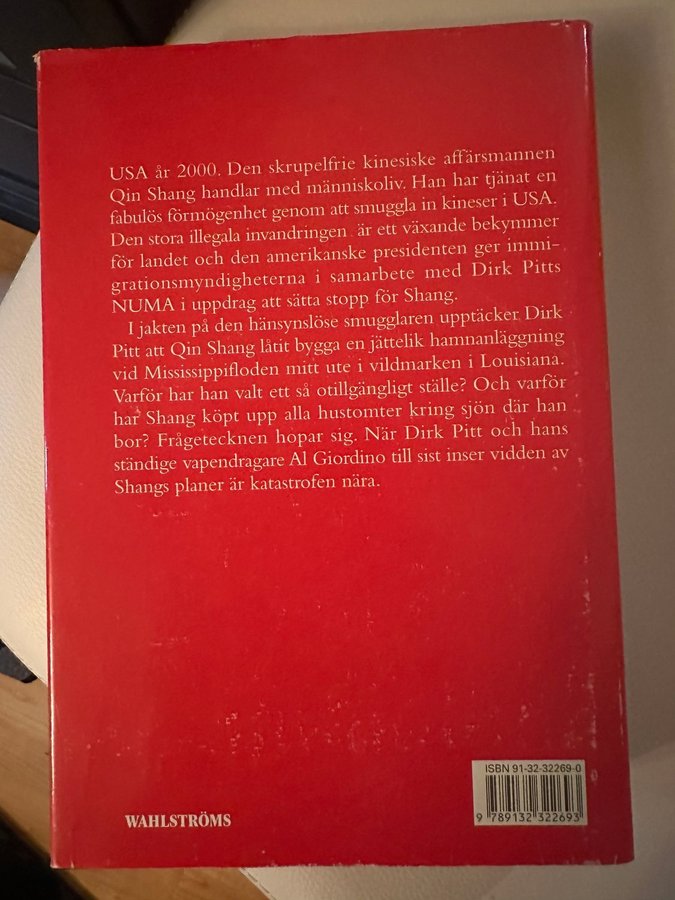 USA år 2000. Den skrupelfrie kinesiske affärsmannen
Qin Shang handlar med människoliv. Han har tjänat en
fabulös förmögenhet genom att smuggla in kineser i USA.
Den stora illegala invandringen är ett växande bekymmer
för landet och den amerikanske presidenten ger immi-
grationsmyndigheterna i samarbete med Dirk Pitts
NUMA i uppdrag att sätta stopp för Shang.
I jakten på den hänsynslöse smugglaren upptäcker Dirk
Pitt att Qin Shang låtit bygga en jättelik hamnanläggning
vid Mississippifloden mitt ute i vildmarken i Louisiana.
Varför har han valt ett så otillgängligt ställe? Och varför
har Shang köpt upp alla hustomter kring sjön där han
bor? Frågetecknen hopar sig. När Dirk Pitt och hans
ständige vapendragare Al Giordino till sist inser vidden av
Shangs planer är katastrofen nära.
ISBN 91-32-32269-0
9 789132 322693
WAHLSTRÖMS